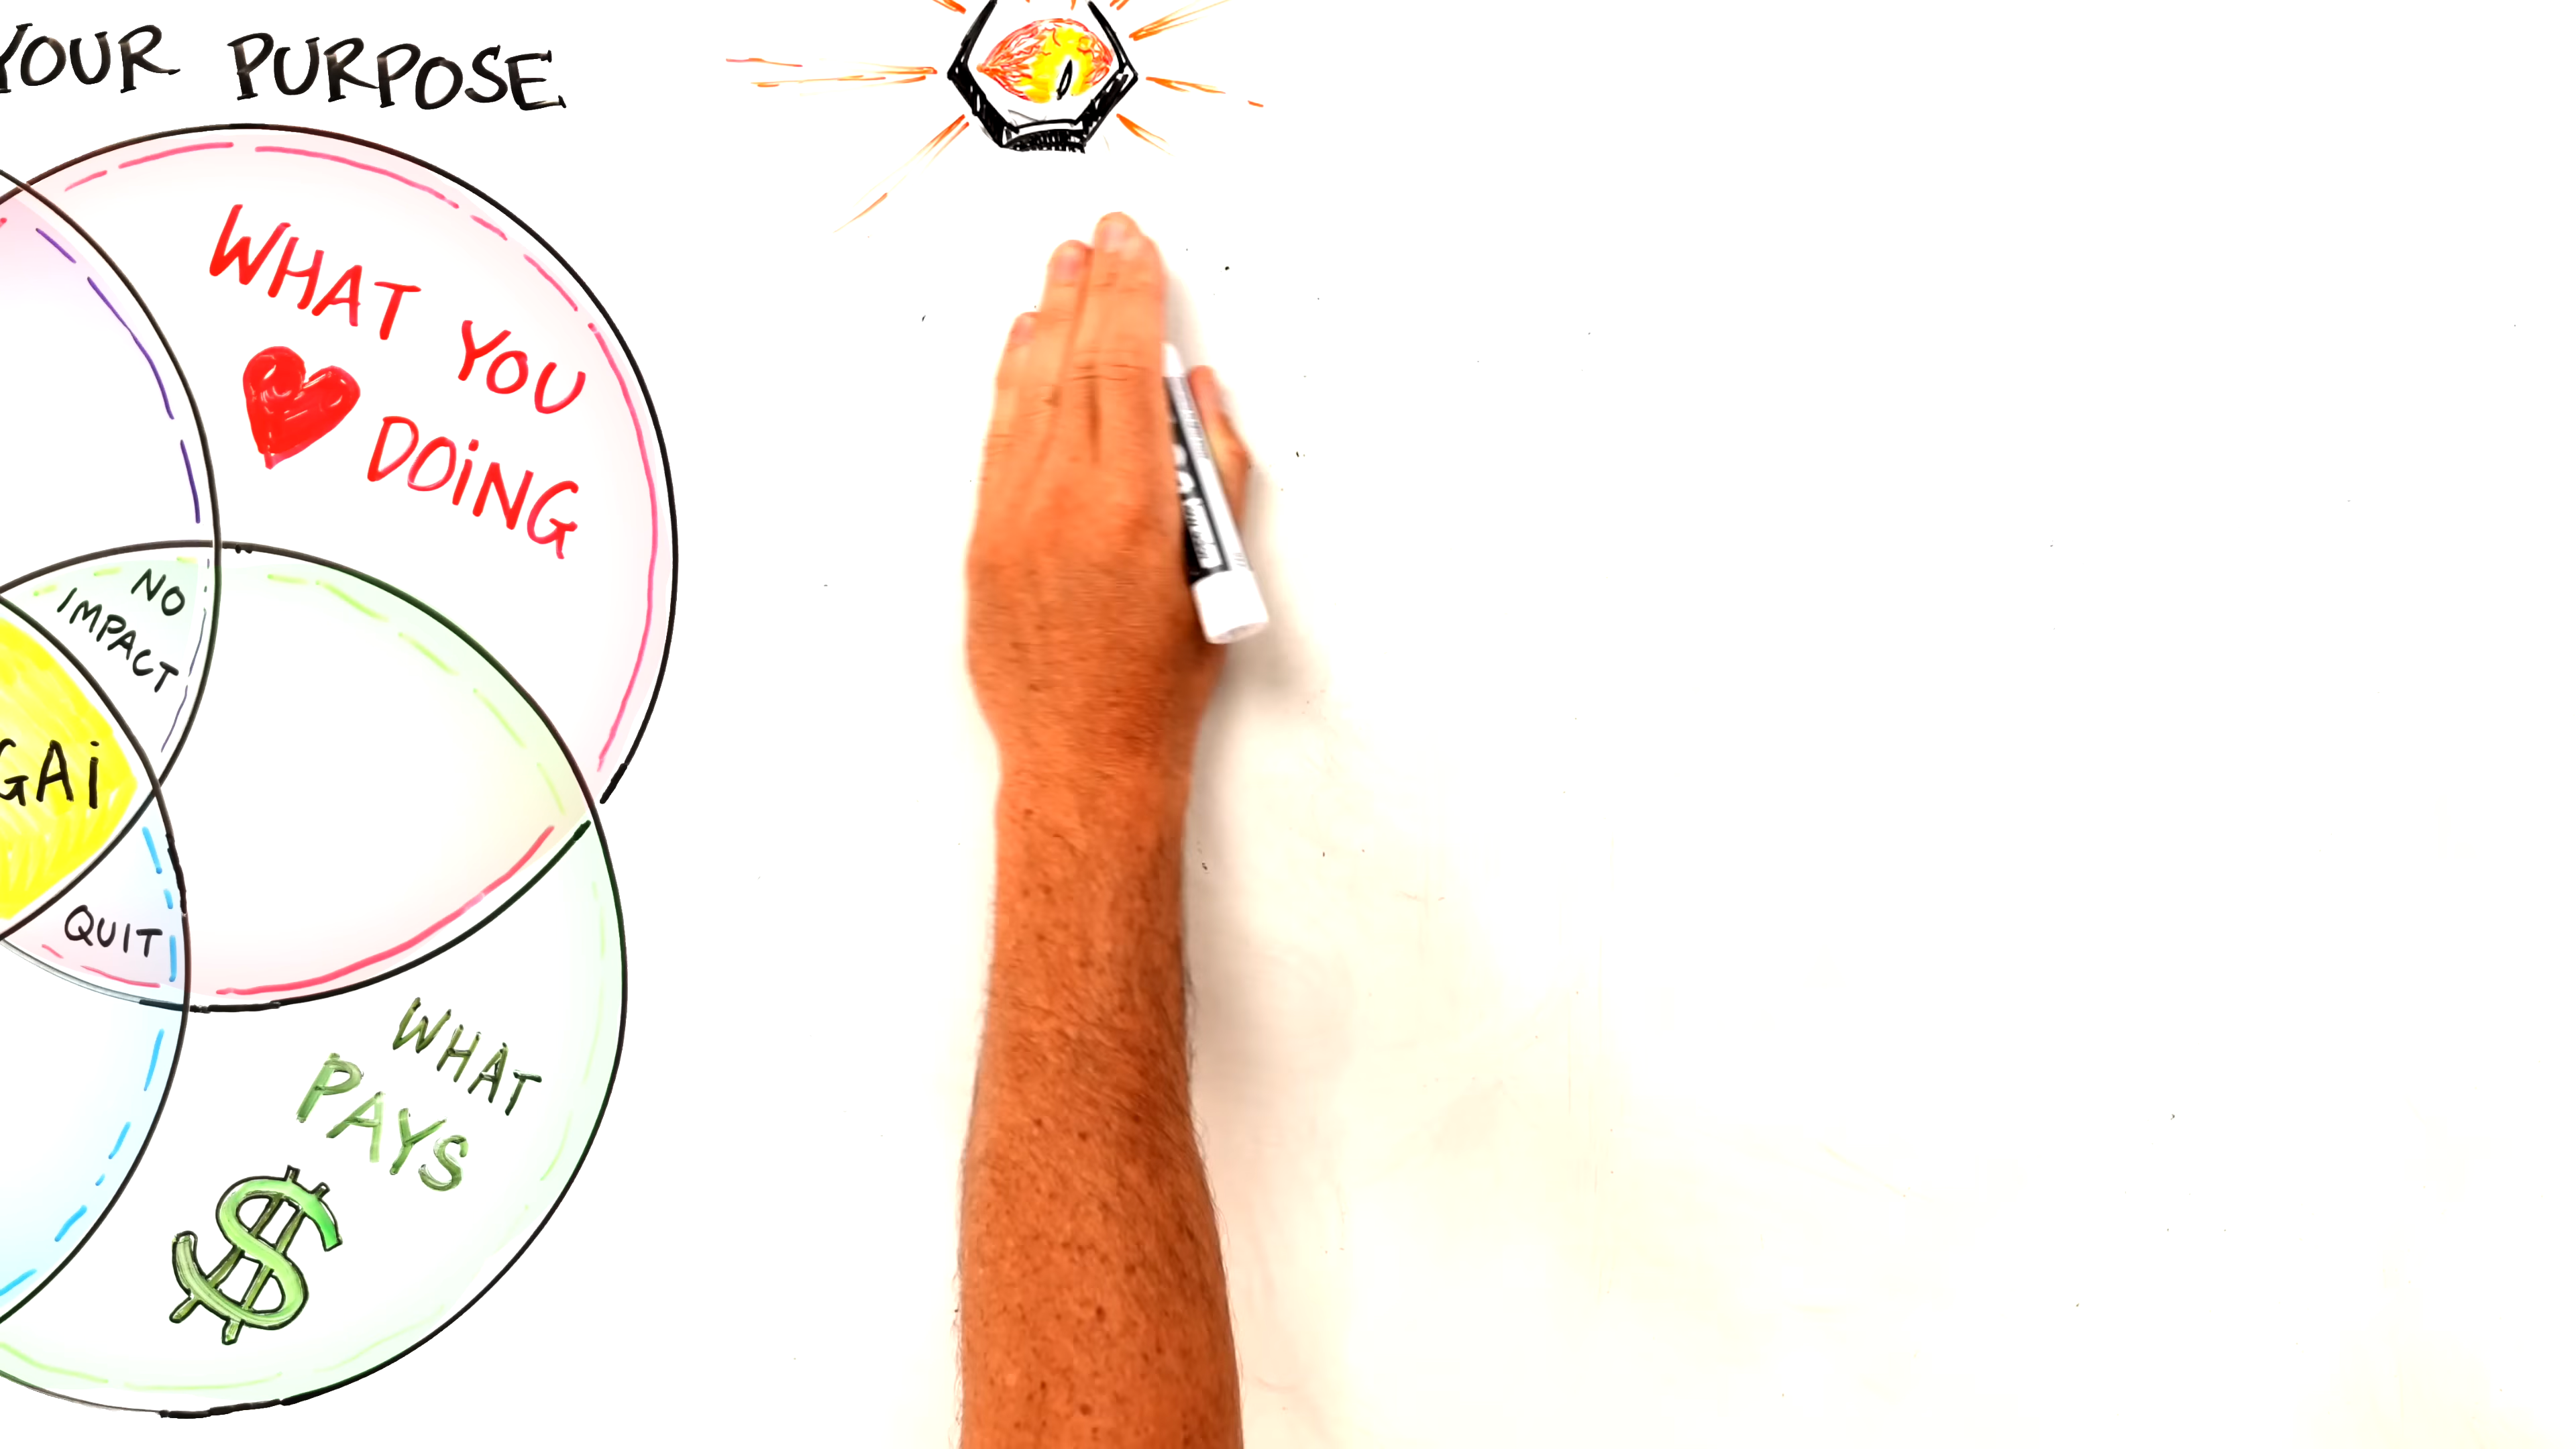 YOUR PURPOSE
WHAT YOU
DOING
NO
IMPACT
GAi
QUIT
WHAT
PAYS
$